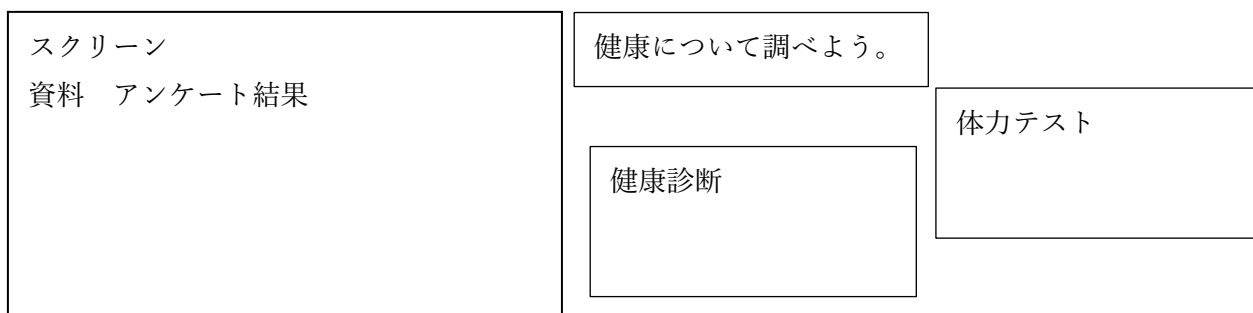 スクリーン
資料　アンケート結果
健康について調べよう。
健康診断
体力テスト